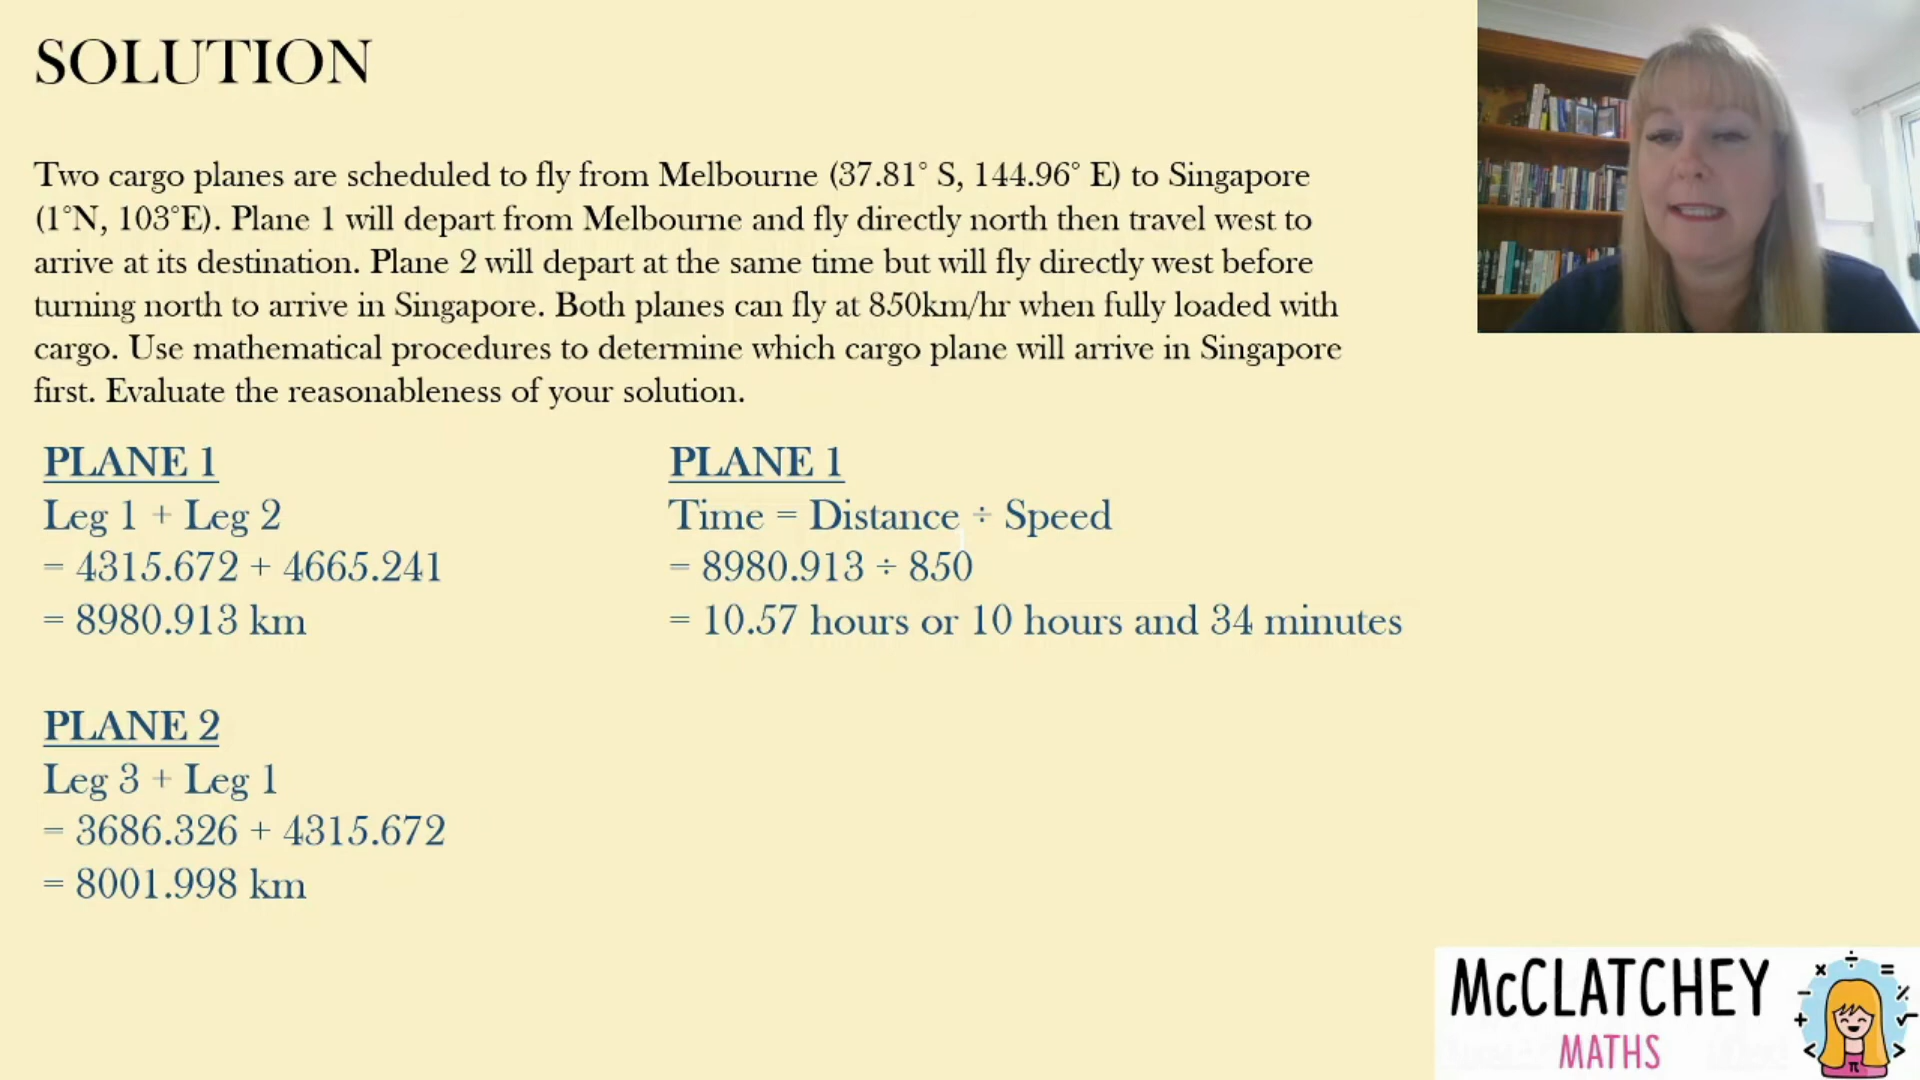 SOLUTION
Two cargo planes are scheduled to fly from Melbourne (37.81° S, 144.96° E) to Singapore
(1°N, 103°E). Plane 1 will depart from Melbourne and fly directly north then travel west to
arrive at its destination. Plane 2 will depart at the same time but will fly directly west before
turning north to arrive in Singapore. Both planes can fly at 850km/hr when fully loaded with
cargo. Use mathematical procedures to determine which cargo plane will arrive in Singapore
first. Evaluate the reasonableness of your solution.
PLANE 1
Leg 1 + Leg 2
= 4315.672 + 4665.241
= 8980.913 km
PLANE 2
Leg 3 + Leg 1
= 3686.326 + 4315.672
= 8001.998 km
PLANE 1
Time = Distance ÷ Speed
= 8980.913 ÷ 850
= 10.57 hours or 10 hours and 34 minutes
McCLATCHEY
MATHS